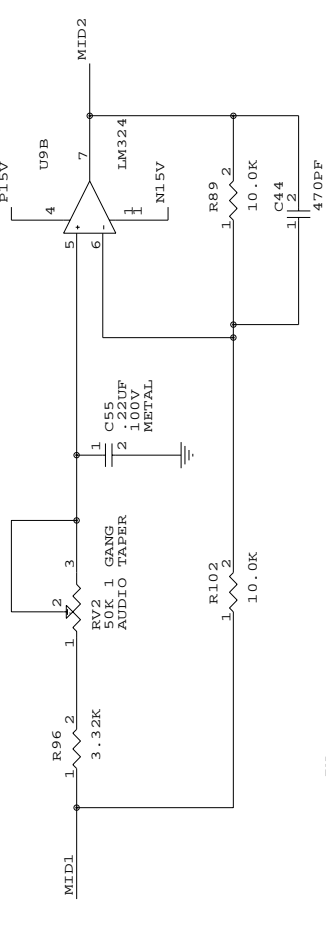 MID1
R96
1
2
3.32K
2
1
3
RV2
50K 1 GANG
AUDIO TAPER
1
C55
.22UF
2
100V
METAL
P15V
U9B
4
5
+
6
-
7
11
LM324
N15V
MID2
R102
1
2
10.0K
R89
1
2
10.0K
C44
1
2
470PF